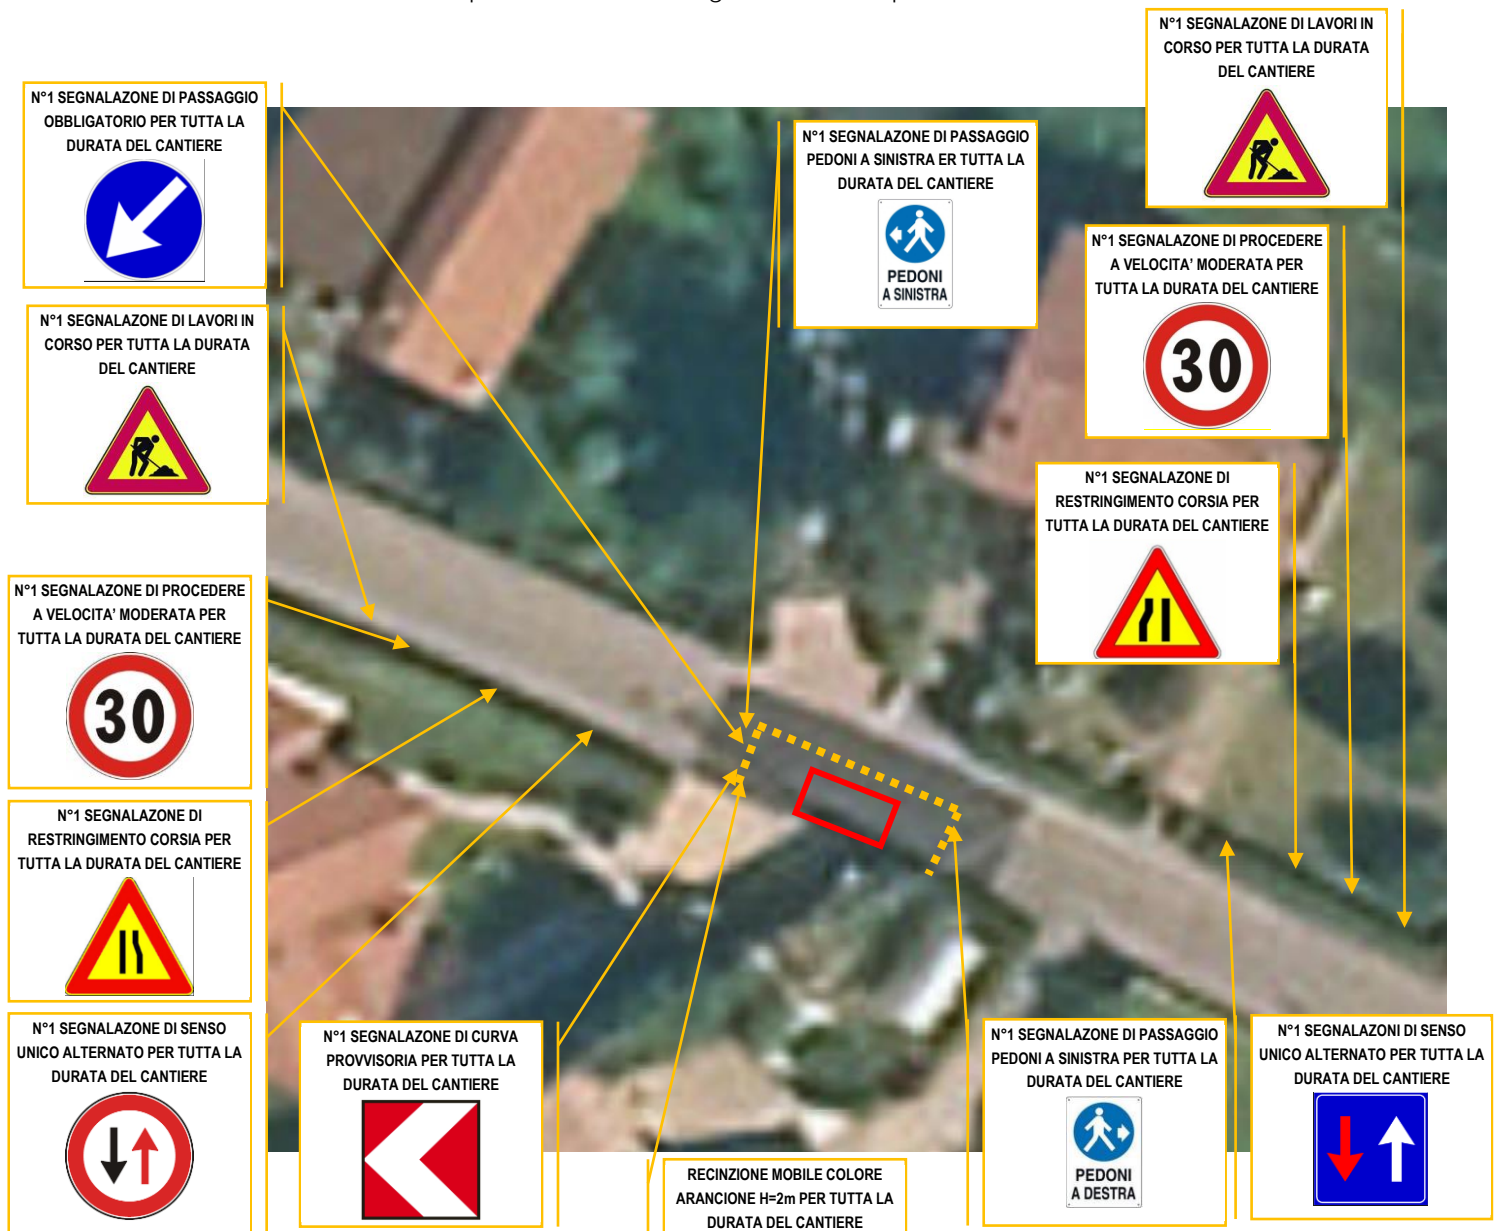 N°1 SEGNALAZONE DI LAVORI IN
CORSO PER TUTTA LA DURATA
DEL CANTIERE
N°1 SEGNALAZONE DI PASSAGGIO
OBBLIGATORIO PER TUTTA LA
DURATA DEL CANTIERE
N°1 SEGNALAZONE DI PASSAGGIO
PEDONI A SINISTRA ER TUTTA LA
DURATA DEL CANTIERE
PEDONI
A SINISTRA
N°1 SEGNALAZONE DI PROCEDERE
A VELOCITA' MODERATA PER
TUTTA LA DURATA DEL CANTIERE
30
N°1 SEGNALAZONE DI LAVORI IN
CORSO PER TUTTA LA DURATA
DEL CANTIERE
N°1 SEGNALAZONE DI
RESTRINGIMENTO CORSIA PER
TUTTA LA DURATA DEL CANTIERE
N°1 SEGNALAZONE DI PROCEDERE
A VELOCITA' MODERATA PER
TUTTA LA DURATA DEL CANTIERE
30
N°1 SEGNALAZONE DI
RESTRINGIMENTO CORSIA PER
TUTTA LA DURATA DEL CANTIERE
N°1 SEGNALAZONE DI SENSO
UNICO ALTERNATO PER TUTTA LA
DURATA DEL CANTIERE
N°1 SEGNALAZONE DI CURVA
PROVVISORIA PER TUTTA LA
DURATA DEL CANTIERE
RECINZIONE MOBILE COLORE
ARANCIONE H=2m PER TUTTA LA
DURATA DEL CANTIERE
N°1 SEGNALAZONE DI PASSAGGIO
PEDONI A SINISTRA PER TUTTA LA
DURATA DEL CANTIERE
PEDONI
A DESTRA
N°1 SEGNALAZONI DI SENSO
UNICO ALTERNATO PER TUTTA LA
DURATA DEL CANTIERE